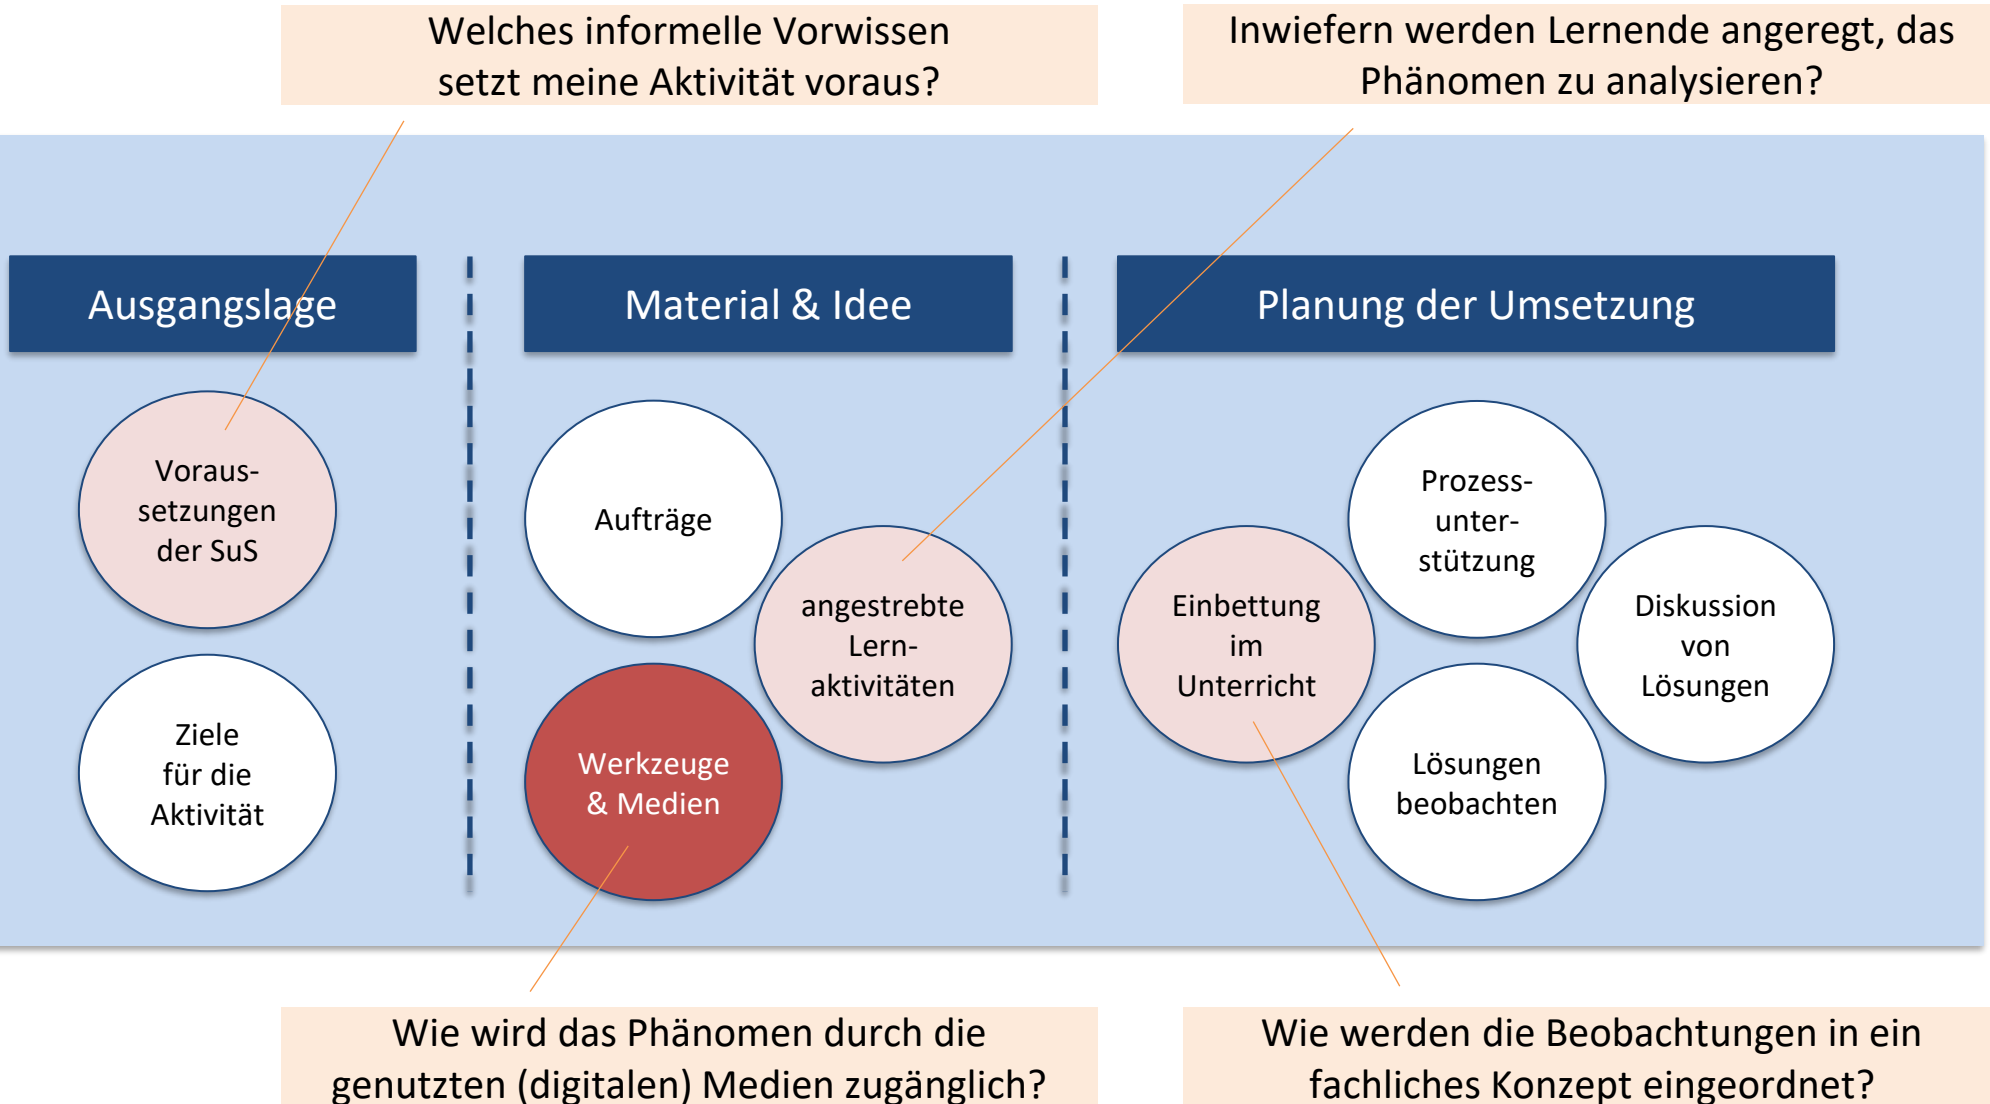 Welches informelle Vorwissen
setzt meine Aktivität voraus?
Inwiefern werden Lernende angeregt, das
Phänomen zu analysieren?
Ausgangslage
Material & Idee
Planung der Umsetzung
Voraus-
setzungen
der SuS
Ziele
für die
Aktivität
Aufträge
angestrebte
Lern-
aktivitäten
Werkzeuge
& Medien
Einbettung
im
Unterricht
Prozess-
unter-
stützung
Lösungen
beobachten
Diskussion
von
Lösungen
Wie wird das Phänomen durch die
genutzten (digitalen) Medien zugänglich?
Wie werden die Beobachtungen in ein
fachliches Konzept eingeordnet?